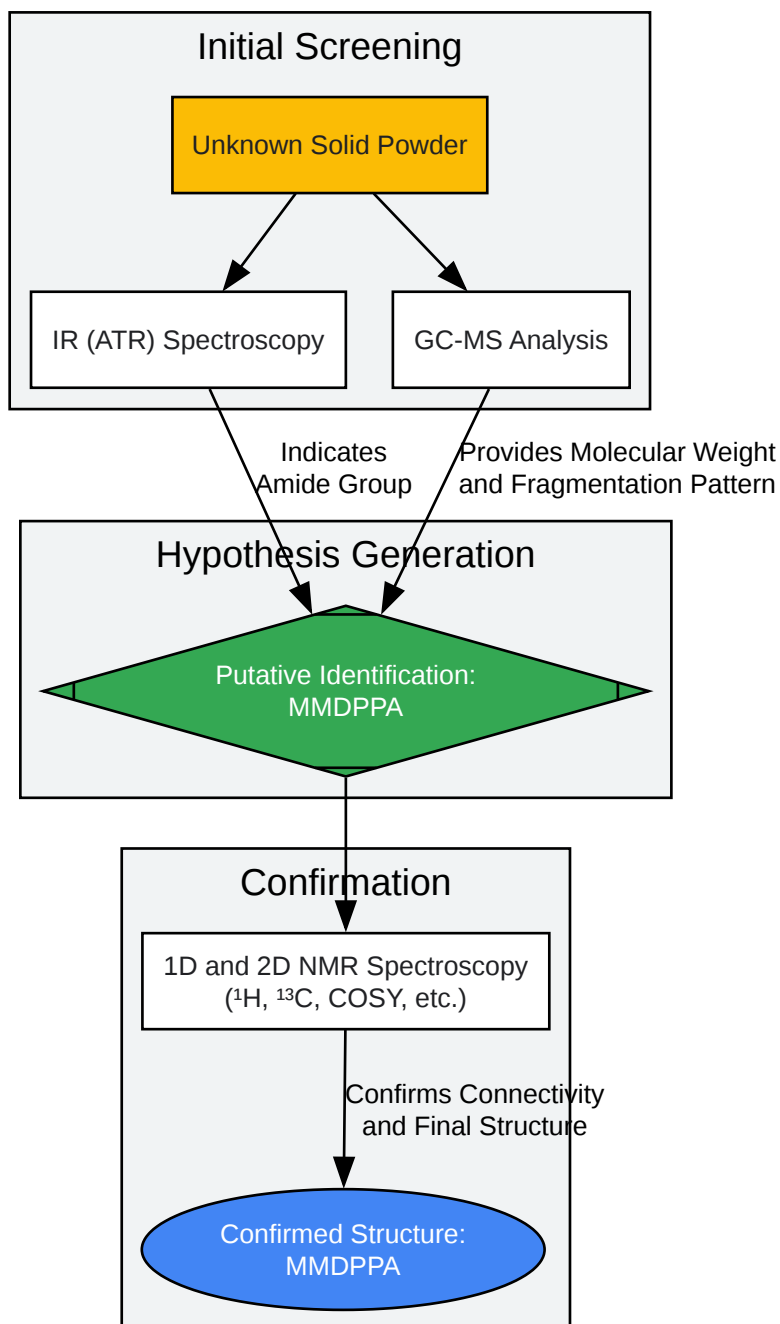 Initial Screening
Unknown Solid Powder
IR (ATR) Spectroscopy
GC-MS Analysis
Indicates
Amide Group
Provides Molecular Weight
and Fragmentation Pattern
Hypothesis Generation
Putative Identification:
MMDPPA
Confirmation
1D and 2D NMR Spectroscopy
(¹H, ¹³C, COSY, etc.)
Confirms Connectivity
and Final Structure
Confirmed Structure:
MMDPPA